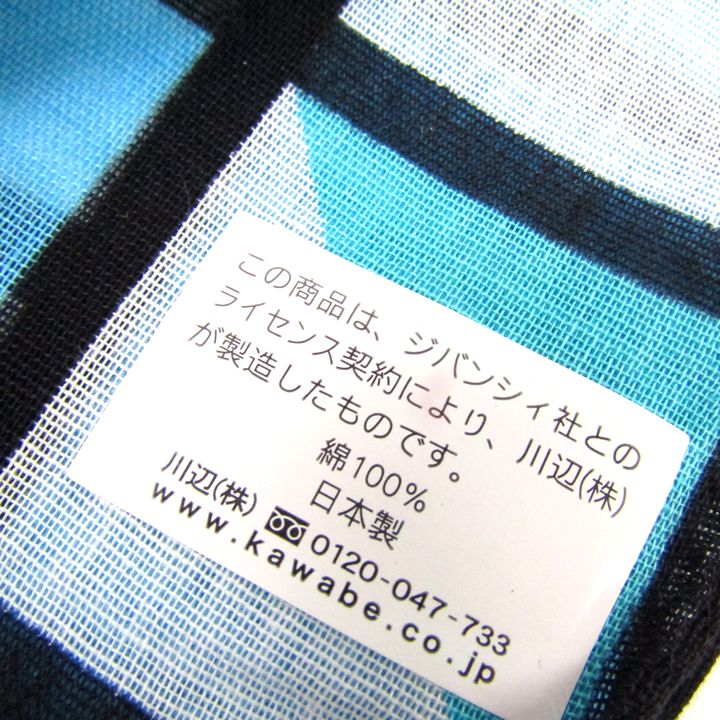 この商品は、ジバンシィ社との
ライセンス契約により、川辺(株)
が製造したものです。
綿100%
日本製
川辺(株) 0120-047-733
www.kawabe.co.jp